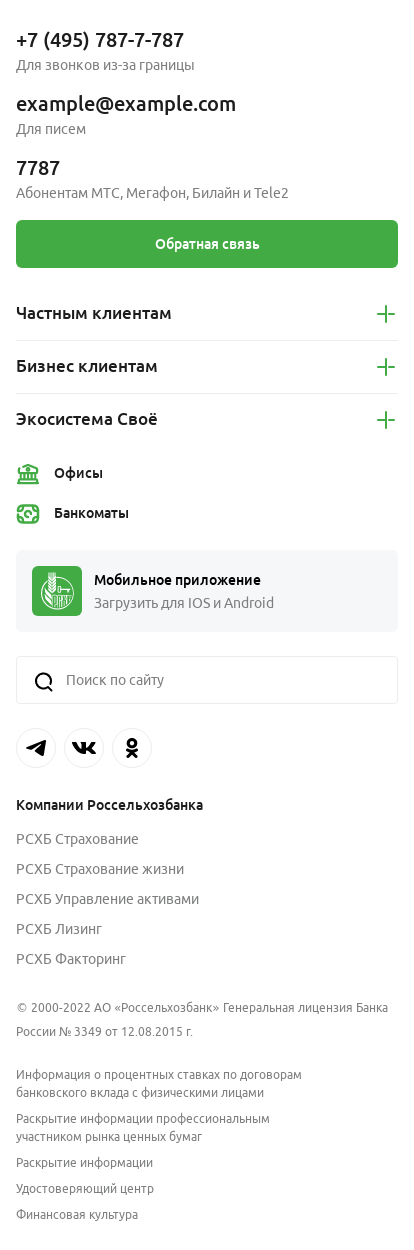 +7 (495) 787-7-787
Для звонков из-за границы
example@example.com
Для писем
7787
Абонентам МТС, Мегафон, Билайн и Tele2
Обратная связь
Частным клиентам
Бизнес клиентам
Экосистема Своё
Офисы
Банкоматы
Мобильное приложение
Загрузить для IOS и Android
Поиск по сайту
Компании Россельхозбанка
РСХБ Страхование
РСХБ Страхование жизни
РСХБ Управление активами
РСХБ Лизинг
РСХБ Факторинг
© 2000-2022 АО «Россельхозбанк» Генеральная лицензия Банка
России № 3349 от 12.08.2015 г.
Информация о процентных ставках по договорам
банковского вклада с физическими лицами
Раскрытие информации профессиональным
участником рынка ценных бумаг
Раскрытие информации
Удостоверяющий центр
Финансовая культура